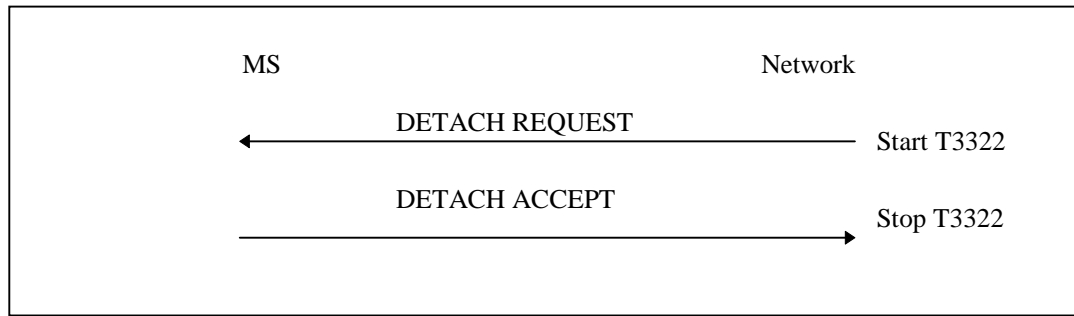 MS Network
DETACH REQUEST
Start T3322
DETACH ACCEPT
Stop T3322